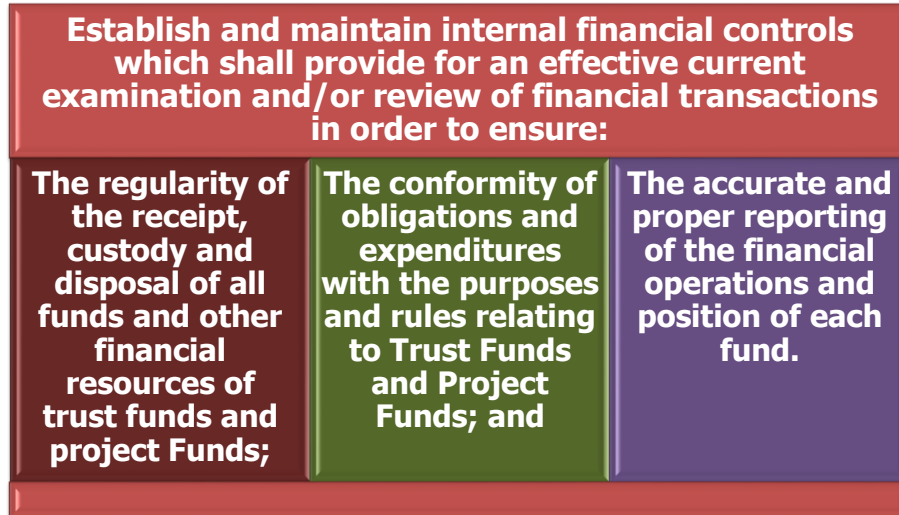 Establish and maintain internal financial controls
which shall provide for an effective current
examination and/or review of financial transactions
in order to ensure:
The regularity of
the receipt,
custody and
disposal of all
funds and other
financial
resources of
trust funds and
project Funds;
The conformity of
obligations and
expenditures
with the purposes
and rules relating
to Trust Funds
and Project
Funds; and
The accurate and
proper reporting
of the financial
operations and
position of each
fund.